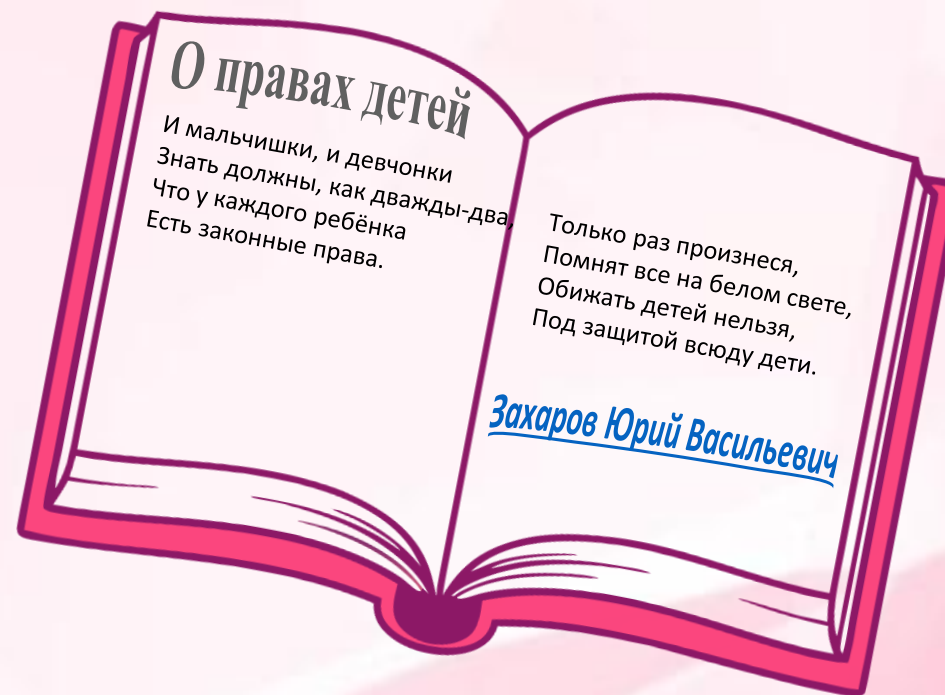 О правах детей
И мальчишки, и девчонки
Знать должны, как дважды-два,
Что у каждого ребёнка
Есть законные права.
Только раз произнеся,
Помнят все на белом свете,
Обижать детей нельзя,
Под защитой всюду дети.
Захаров Юрий Васильевич